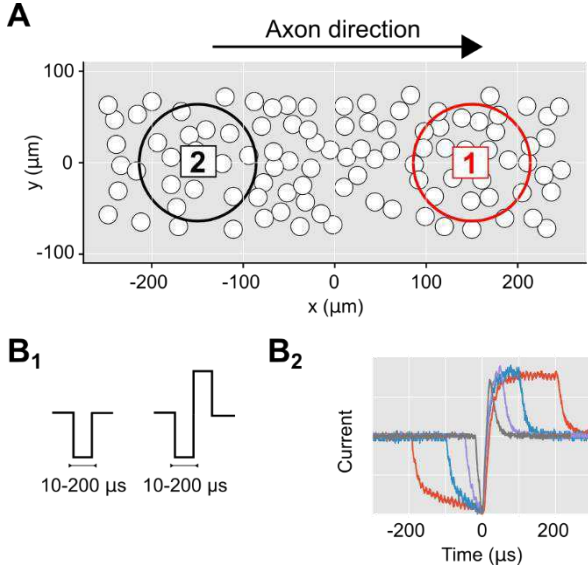 A
Axon direction
100
0
-100
y (µm)
2
1
-200
-100
0
100
200
x (µm)
B1
10-200 µs
10-200 µs
B2
Current
-200
0
200
Time (µs)